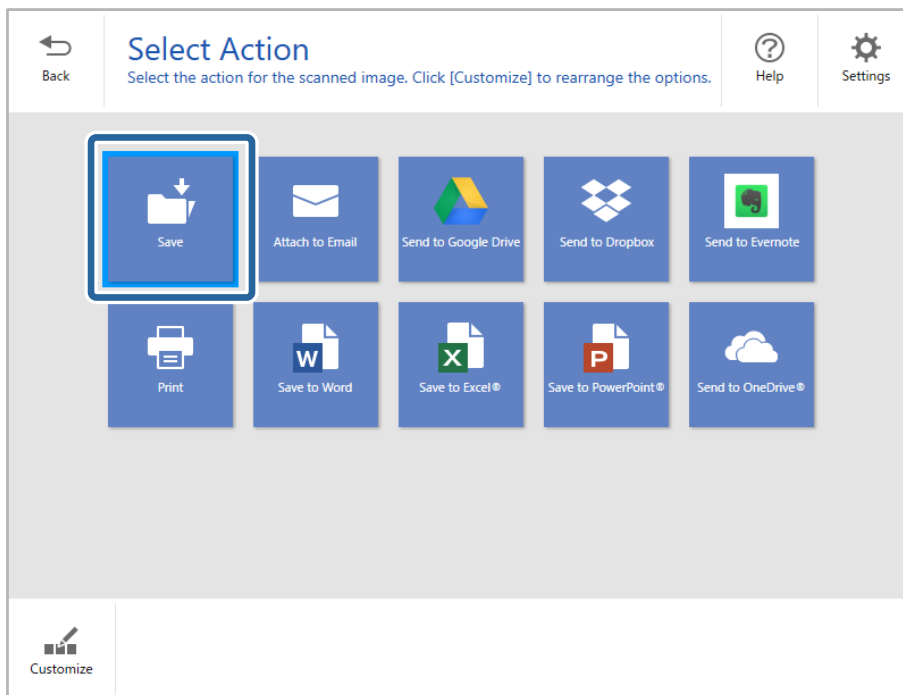 Back
Select Action
Select the action for the scanned image. Click [Customize] to rearrange the options.
Help
Settings
Save
Attach to Email
Send to Google Drive
Send to Dropbox
Send to Evernote
Print
W
Save to Word
X
Save to Excel®
P
Save to PowerPoint®
Send to OneDrive®
Customize